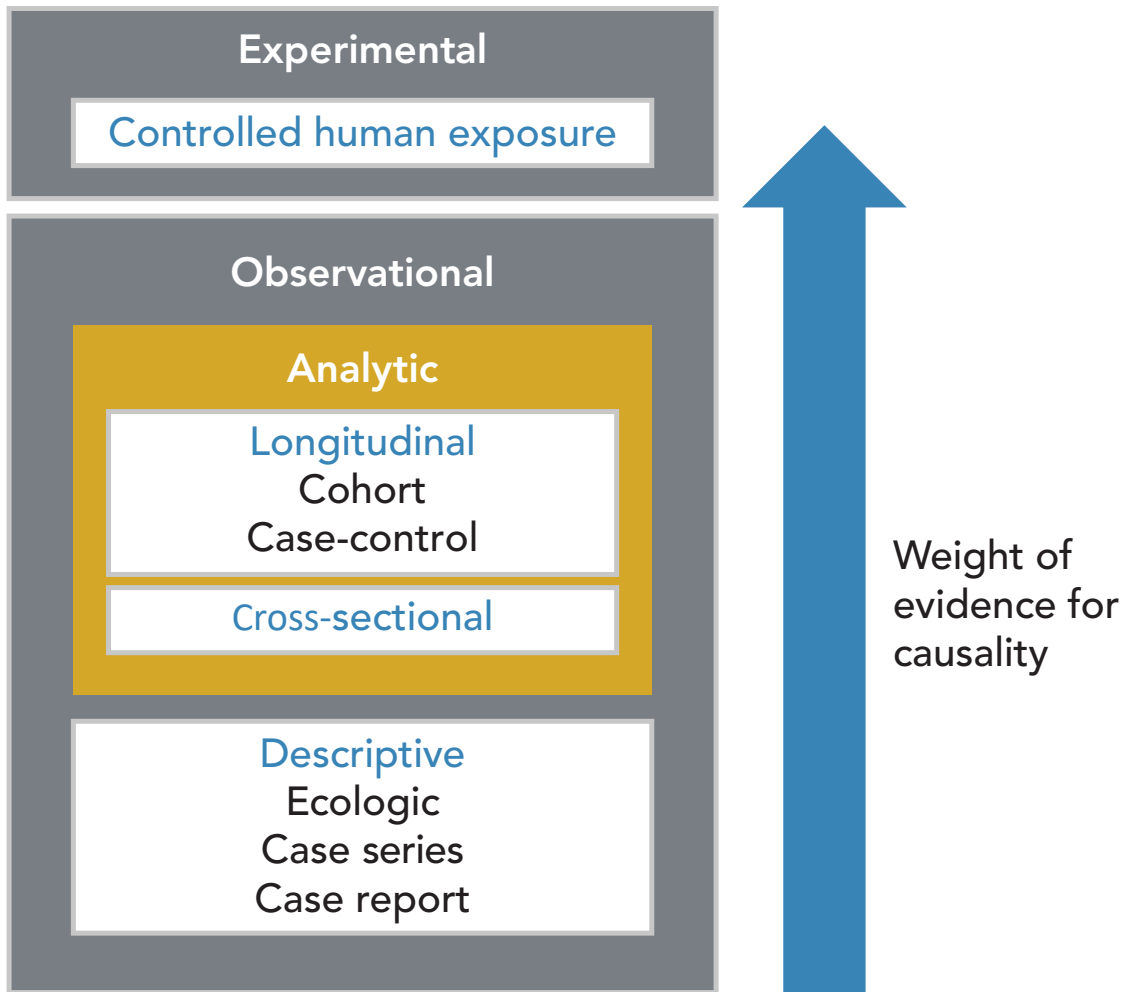 Experimental
Controlled human exposure
Observational
Analytic
Longitudinal
Cohort
Case-control
Cross-sectional
Descriptive
Ecologic
Case series
Case report
Weight of
evidence for
causality